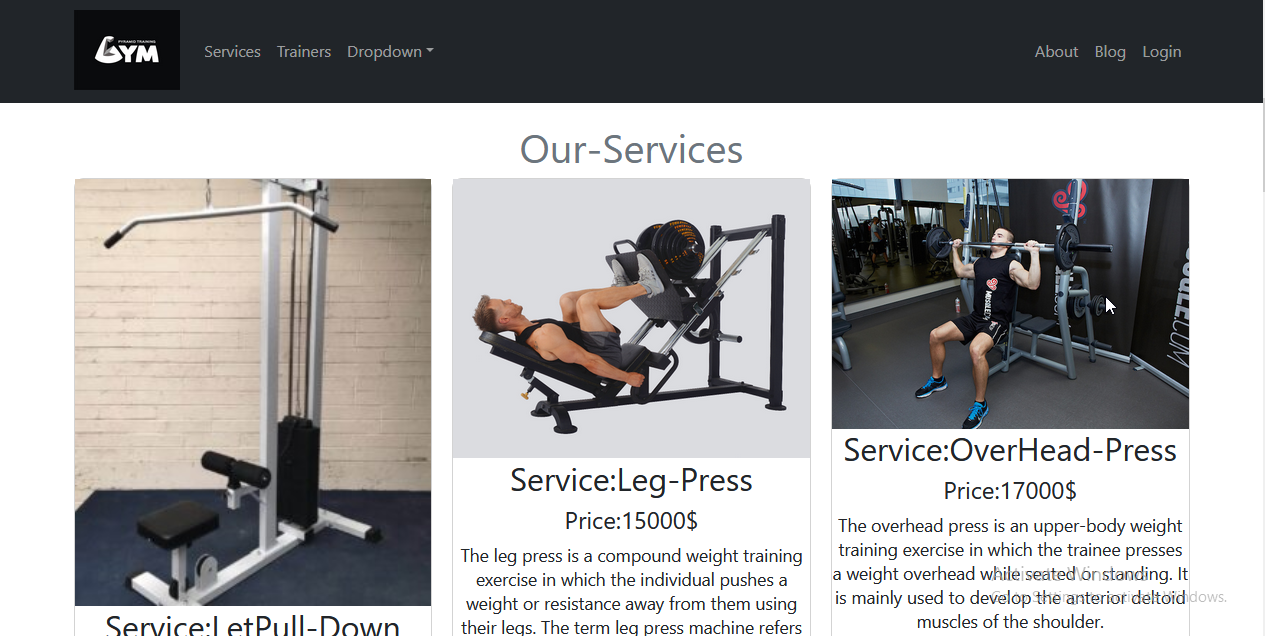 PYRAMID TRAINING
GYM
Services Trainers Dropdown
About Blog Login
Our-Services
Service:LetPull-Down
Service:Leg-Press
Price:15000$
The leg press is a compound weight training
exercise in which the individual pushes a
weight or resistance away from them using
their legs. The term leg press machine refers
Service:OverHead-Press
Price:17000$
The overhead press is an upper-body weight
training exercise in which the trainee presses
a weight overhead while seated or standing. It
is mainly used to develop the anterior deltoid
muscles of the shoulder.
Activate Windows
Go to Settings to activate Windows.